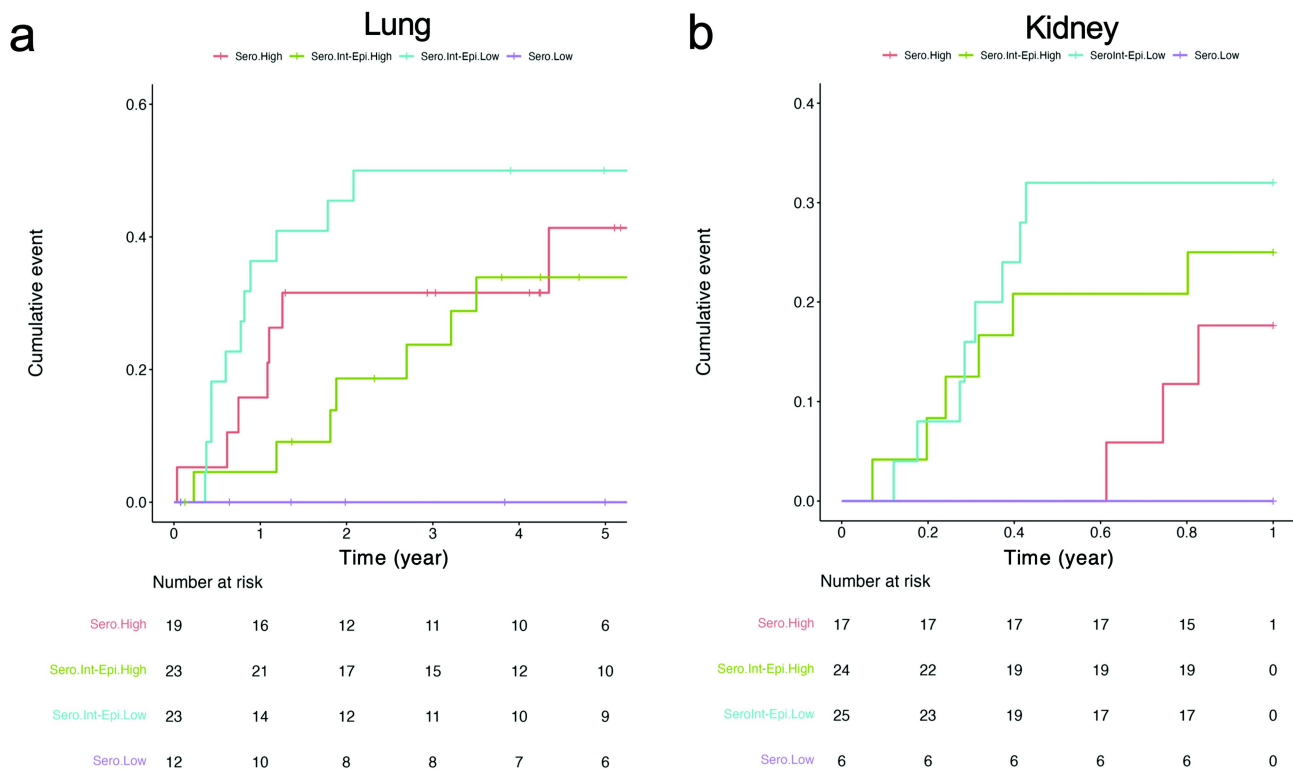 a
Lung
Sero.High Sero.Int-Epi.High Sero.Int-Epi.Low Sero.Low
Cumulative event
0.6
0.4
0.2
0.0
0 1 2 3 4 5
Time (year)
Number at risk
Sero.High 19 16 12 11 10 6
Sero.Int-Epi.High 23 21 17 15 12 10
Sero.Int-Epi.Low 23 14 12 11 10 9
Sero.Low 12 10 8 8 7 6
b
Kidney
Sero.High Sero.Int-Epi.High SeroInt-Epi.Low Sero.Low
Cumulative event
0.4
0.3
0.2
0.1
0.0
0 0.2 0.4 0.6 0.8 1
Time (year)
Number at risk
Sero.High 17 17 17 17 15 1
Sero.Int-Epi.High 24 22 19 19 19 0
SeroInt-Epi.Low 25 23 19 17 17 0
Sero.Low 6 6 6 6 6 0